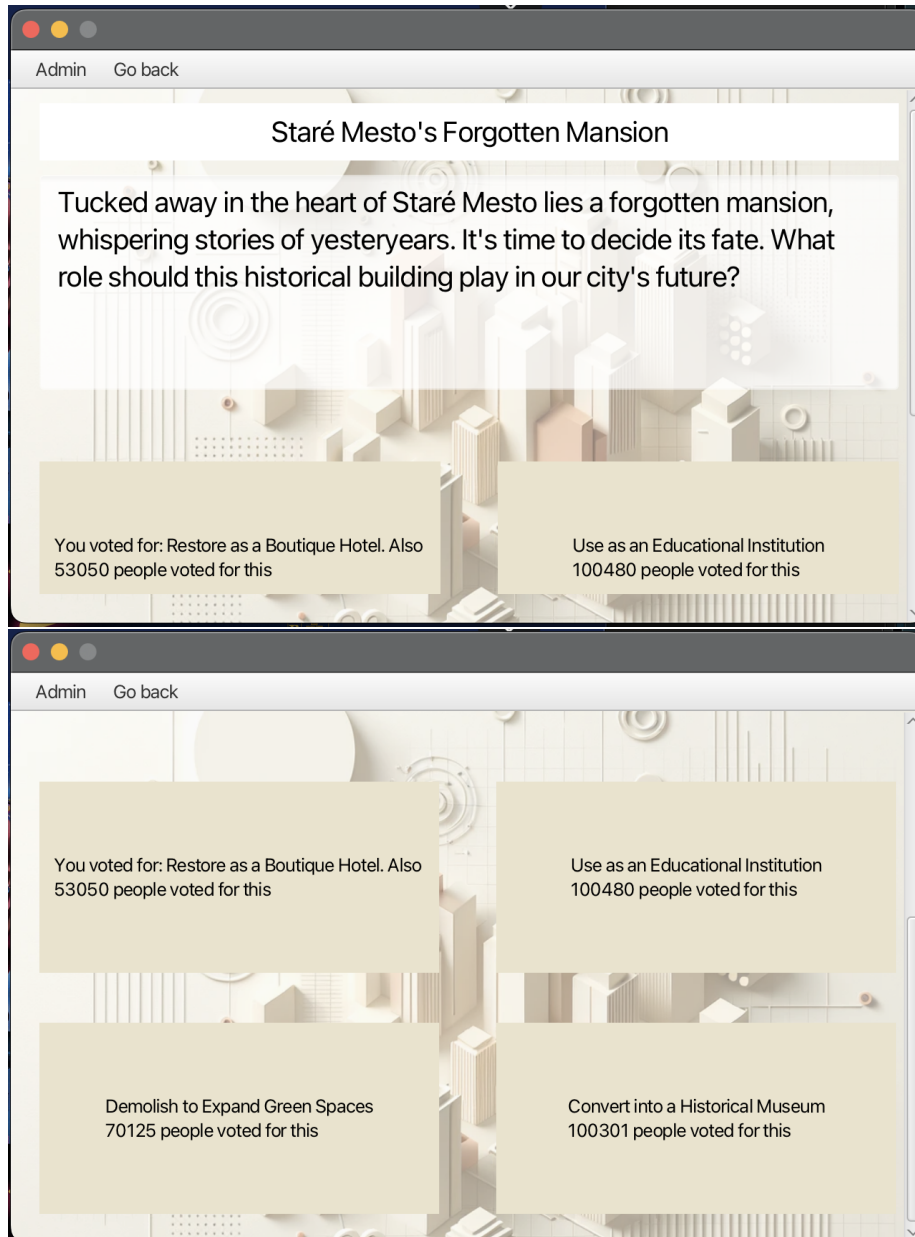 Admin Go back
Staré Mesto's Forgotten Mansion
Tucked away in the heart of Staré Mesto lies a forgotten mansion,
whispering stories of yesteryears. It's time to decide its fate. What
role should this historical building play in our city's future?
You voted for: Restore as a Boutique Hotel. Also
53050 people voted for this
Use as an Educational Institution
100480 people voted for this
Admin Go back
You voted for: Restore as a Boutique Hotel. Also
53050 people voted for this
Use as an Educational Institution
100480 people voted for this
Demolish to Expand Green Spaces
70125 people voted for this
Convert into a Historical Museum
100301 people voted for this